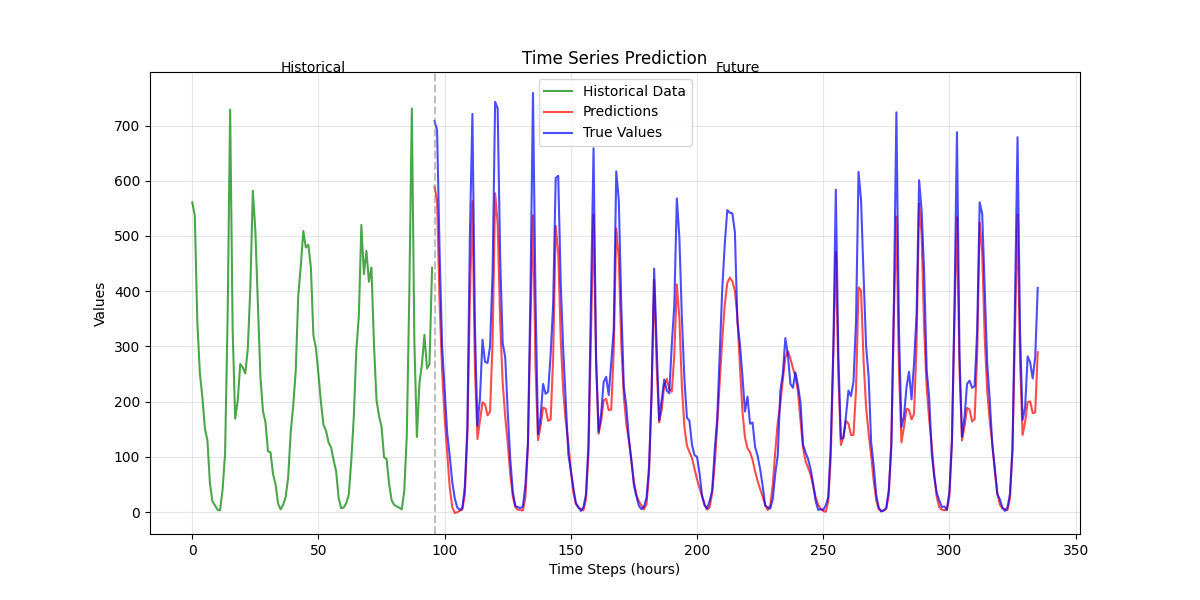 Time Series Prediction
Historical
Future
Historical Data
Predictions
True Values
Values
700
600
500
400
300
200
100
0
0 50 100 150 200 250 300 350
Time Steps (hours)